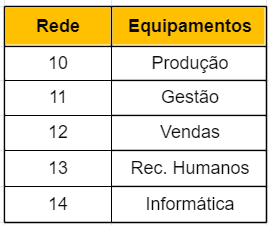 Rede Equipamentos
10 Produção
11 Gestão
12 Vendas
13 Rec. Humanos
14 Informática